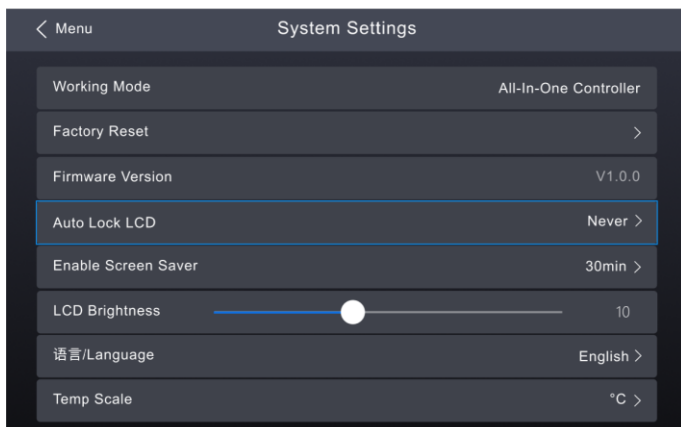 Menu
System Settings
Working Mode All-In-One Controller
Factory Reset
Firmware Version V1.0.0
Auto Lock LCD Never
Enable Screen Saver 30min
LCD Brightness 10
语言/Language English
Temp Scale °C